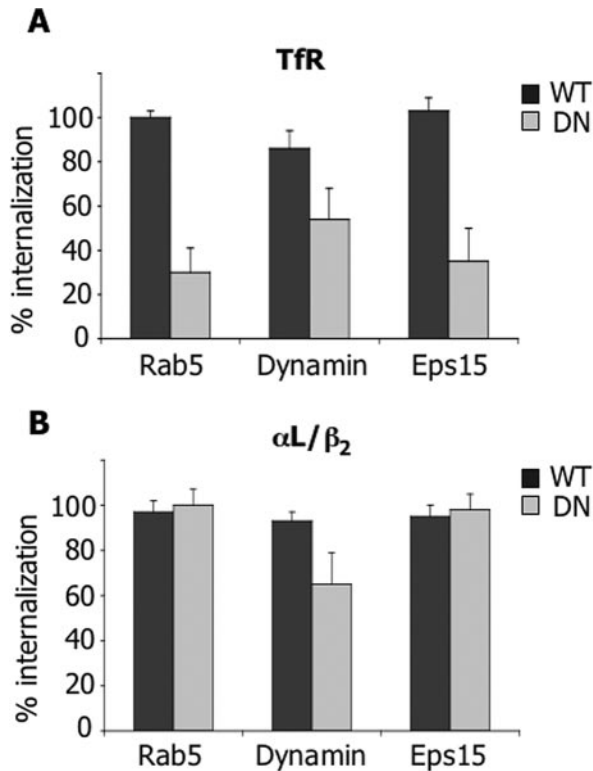 A
TfR
WT
DN
% internalization
100
80
60
40
20
0
Rab5 Dynamin Eps15
B
αL/β₂
WT
DN
% internalization
100
80
60
40
20
0
Rab5 Dynamin Eps15